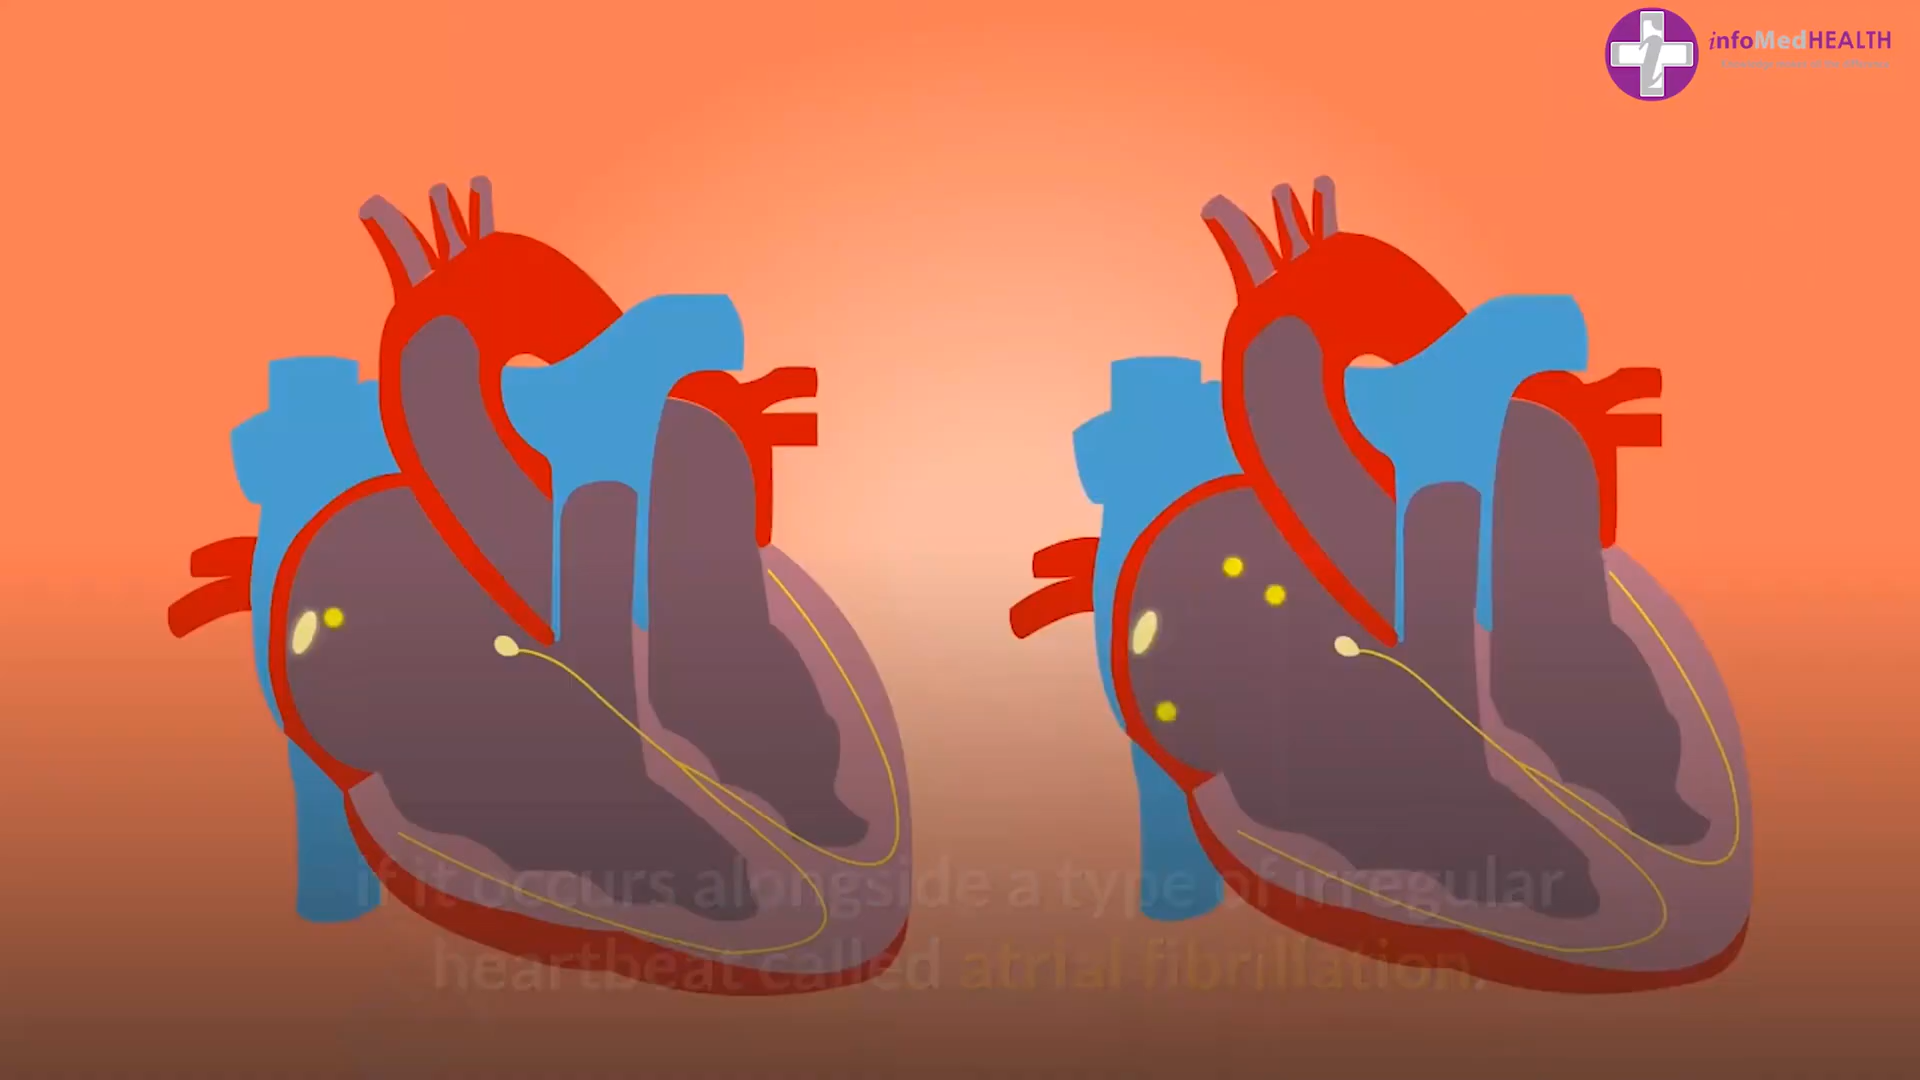 infoMedHEALTH
if it occurs alongside a type of irregular
heartbeat called atrial fibrillation.